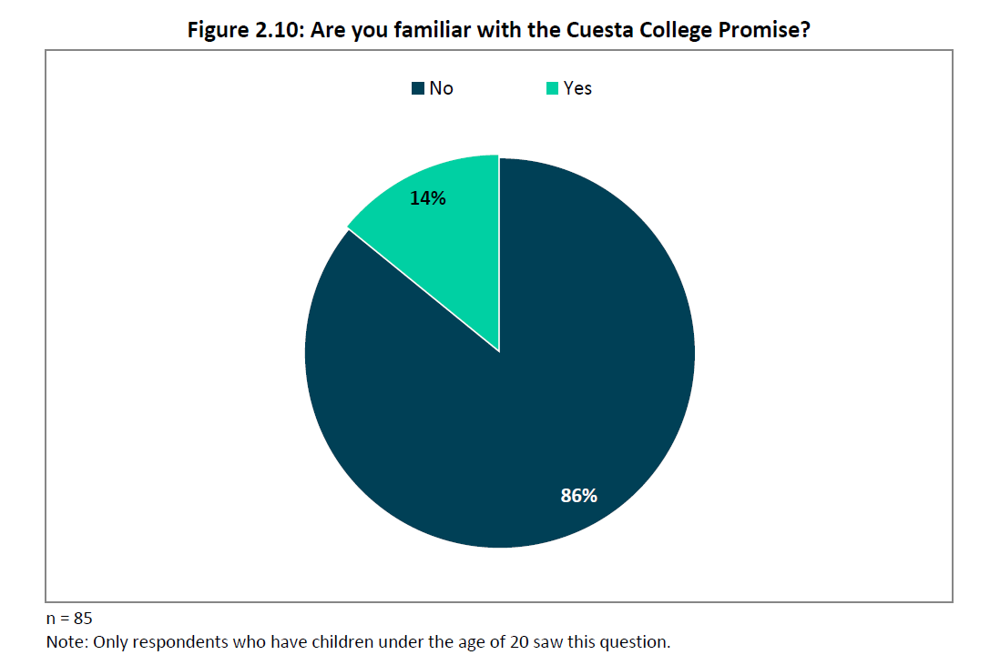 Figure 2.10: Are you familiar with the Cuesta College Promise?
No Yes
14%
86%
n = 85
Note: Only respondents who have children under the age of 20 saw this question.